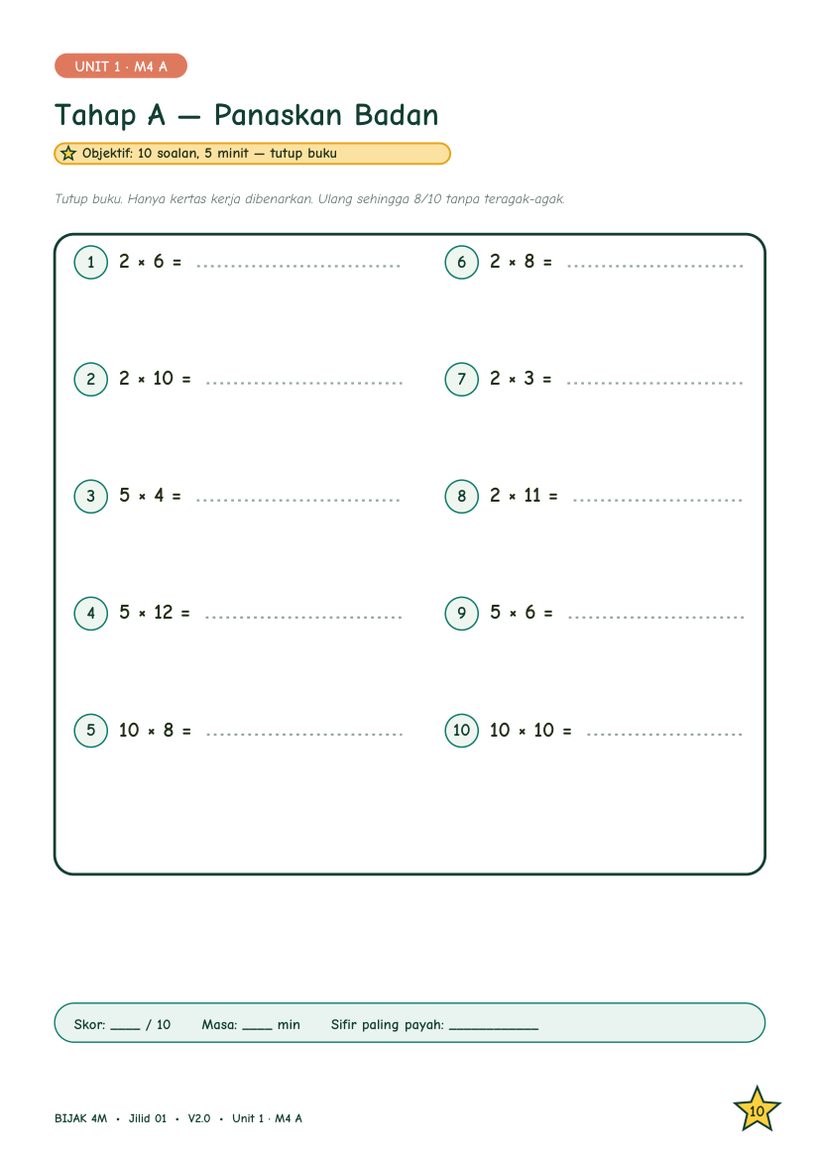 UNIT 1 · M4 A
Tahap A — Panaskan Badan
Objektif: 10 soalan, 5 minit — tutup buku
Tutup buku. Hanya kertas kerja dibenarkan. Ulang sehingga 8/10 tanpa teragak-agak.
1 2 × 6 = ........................................
2 2 × 10 = ........................................
3 5 × 4 = ........................................
4 5 × 12 = ........................................
5 10 × 8 = ........................................
6 2 × 8 = ........................................
7 2 × 3 = ........................................
8 2 × 11 = ........................................
9 5 × 6 = ........................................
10 10 × 10 = ........................................
Skor: ____ / 10 Masa: ____ min Sifir paling payah: ____________
BIJAK 4M • Jilid 01 • V2.0 • Unit 1 · M4 A
10